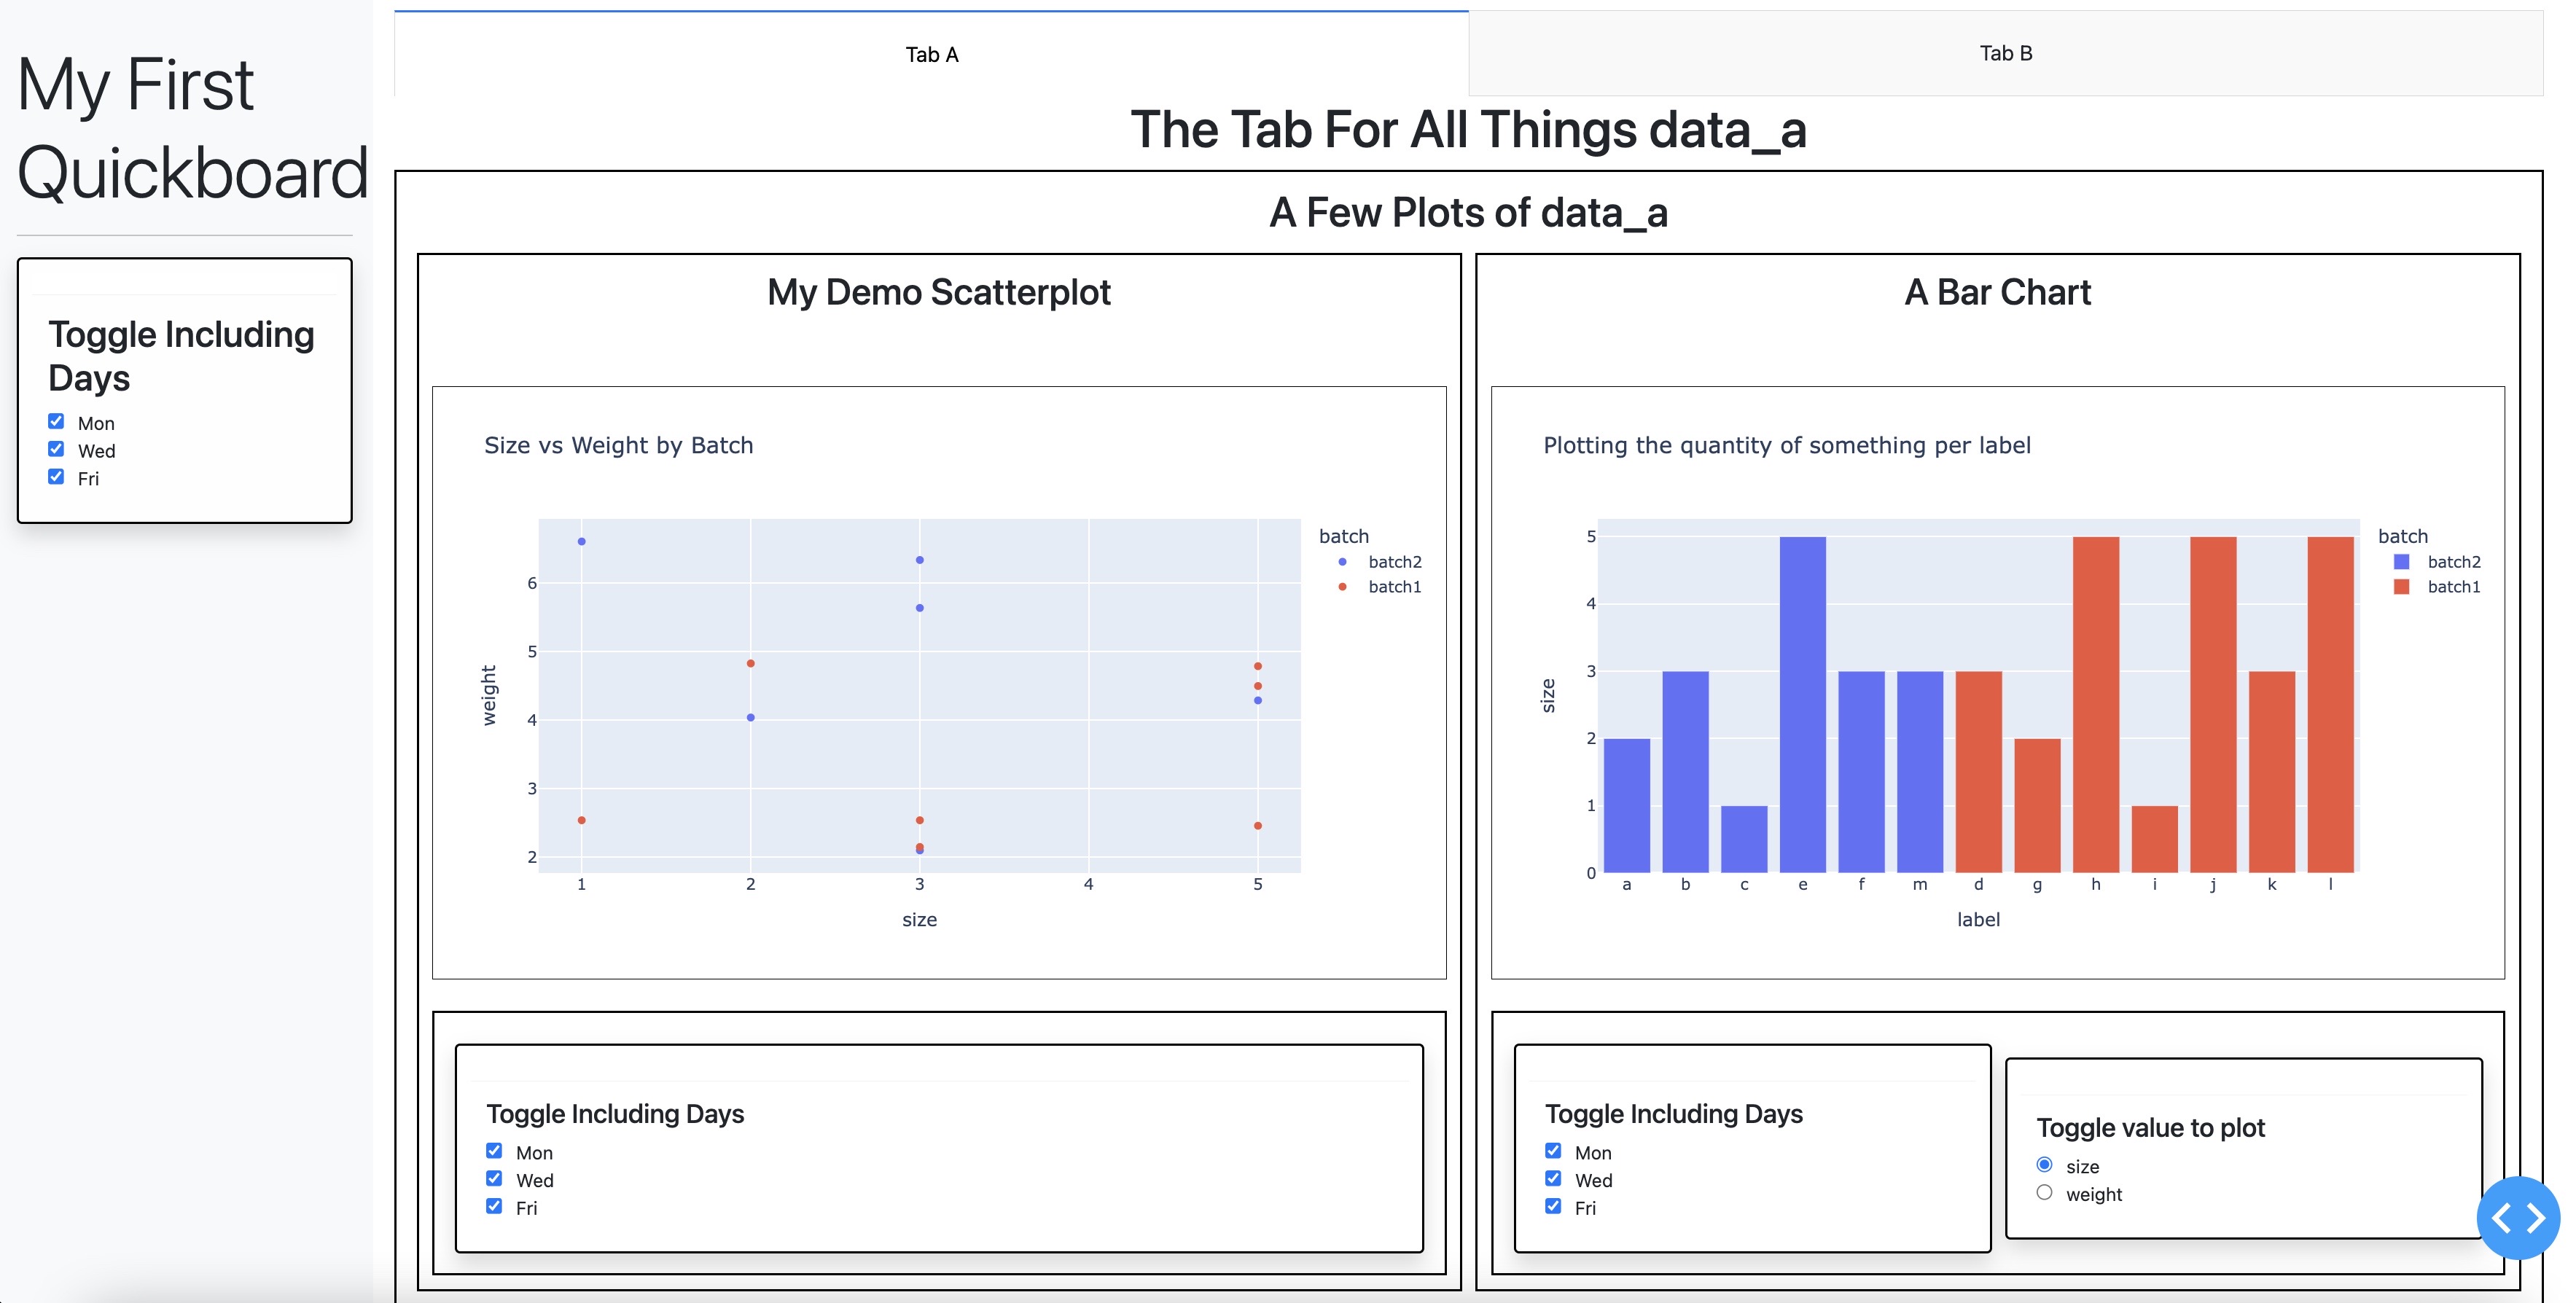 My First
Quickboard
Toggle Including
Days
Mon
Wed
Fri
Tab A
Tab B
The Tab For All Things data_a
A Few Plots of data_a
My Demo Scatterplot
Size vs Weight by Batch
weight
6
5
4
3
2
1 2 3 4 5
size
batch
batch2
batch1
Toggle Including Days
Mon
Wed
Fri
A Bar Chart
Plotting the quantity of something per label
size
5
4
3
2
1
0
a b c e f m d g h i j k l
label
batch
batch2
batch1
Toggle Including Days
Mon
Wed
Fri
Toggle value to plot
size
weight